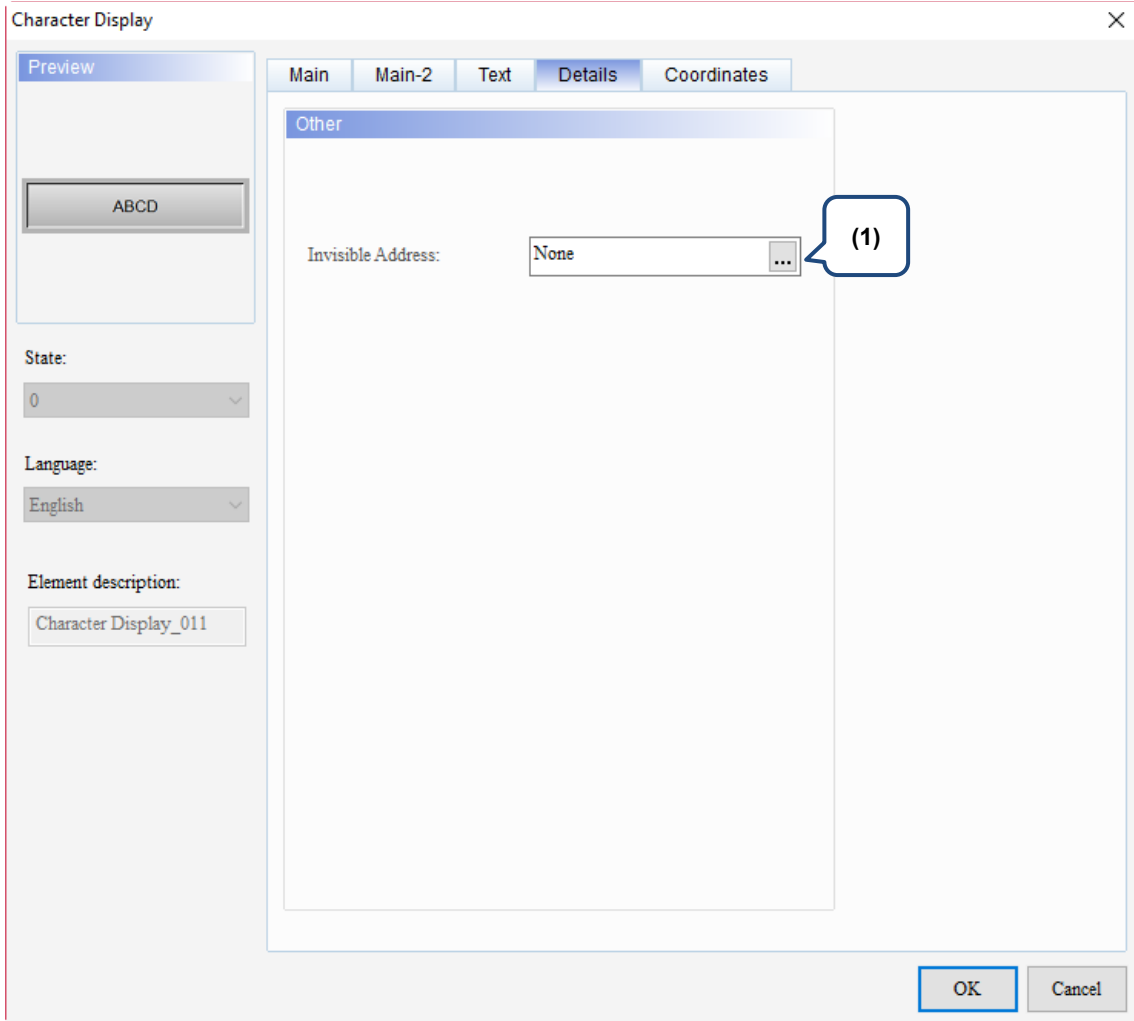 Character Display
Preview
ABCD
State:
0
Language:
English
Element description:
Character Display_011
Main Main-2 Text Details Coordinates
Other
Invisible Address: None ...
(1)
OK Cancel